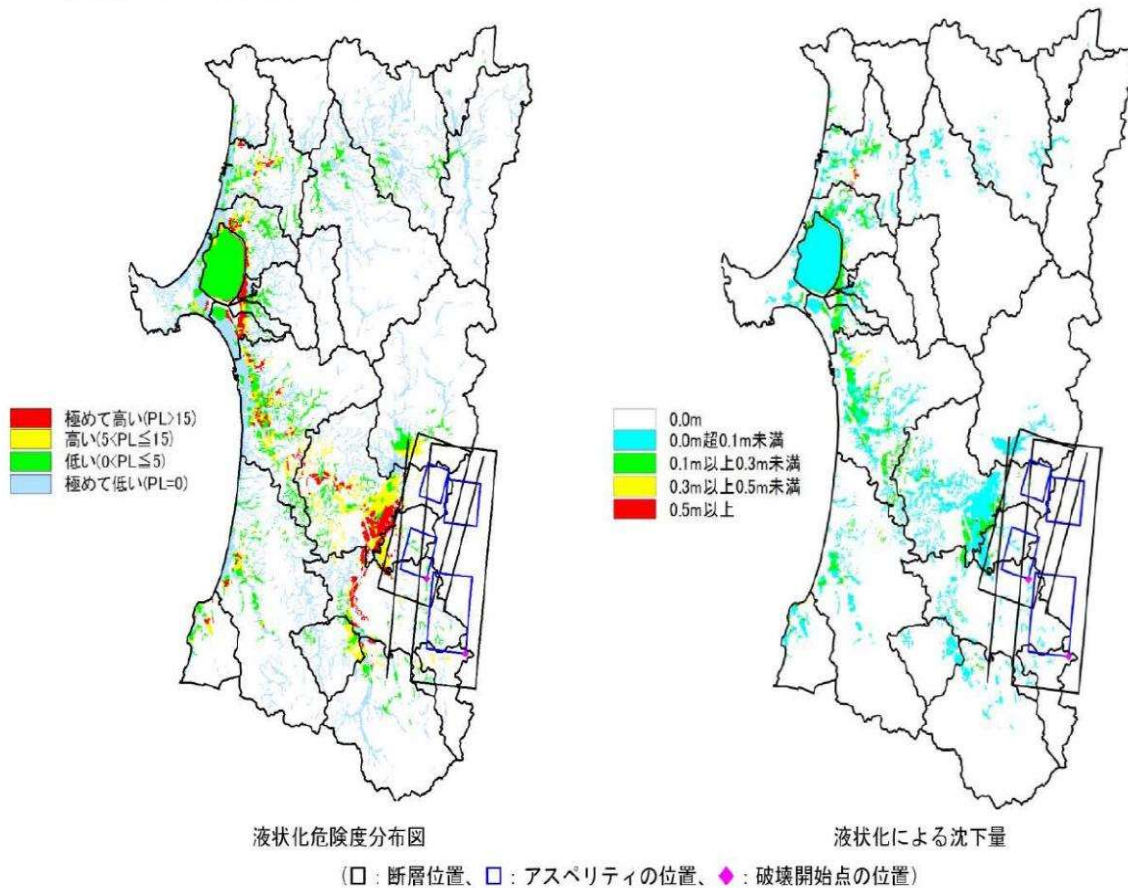 極めて高い(PL>15)
高い(5<PL≦15)
低い(0<PL≦5)
極めて低い(PL=0)
0.0m
0.0m超0.1m未満
0.1m以上0.3m未満
0.3m以上0.5m未満
0.5m以上
液状化危険度分布図
液状化による沈下量
(□:断層位置、□:アスペリティの位置、◆:破壊開始点の位置)